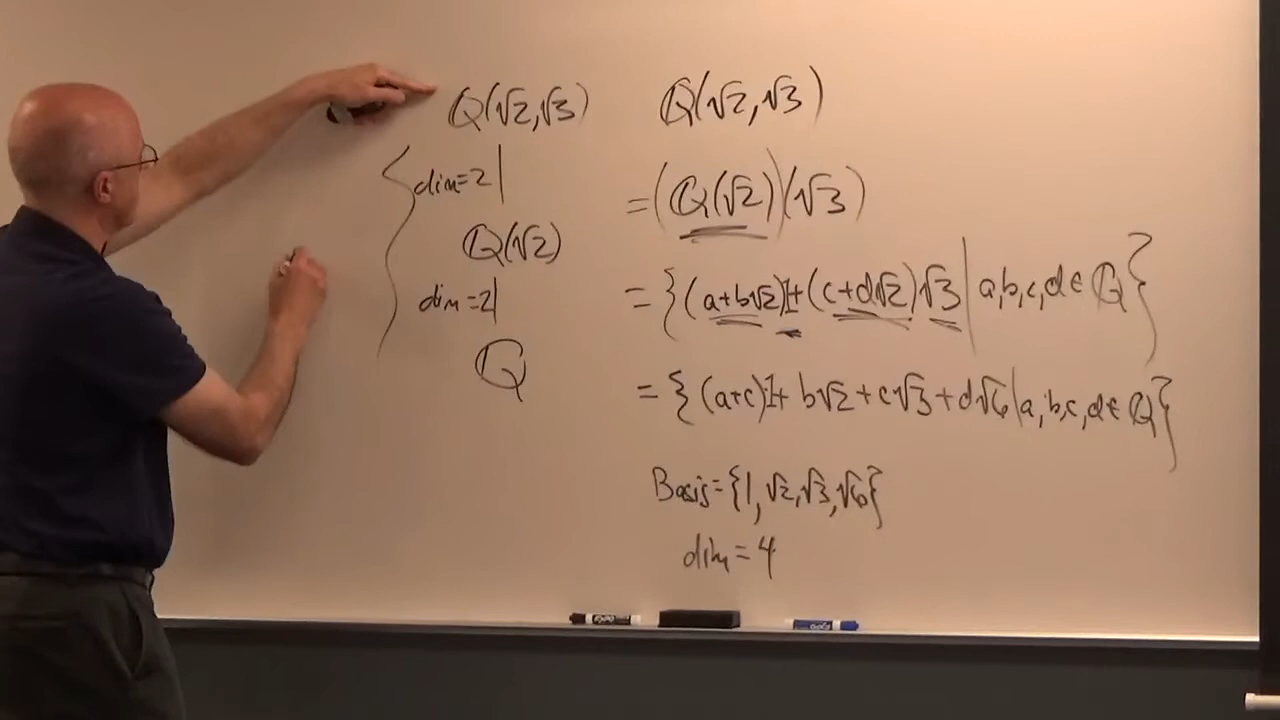 ℚ(√2,√3)
dim=2
ℚ(√2)
dim=2
ℚ
ℚ(√2,√3)
=(ℚ(√2))(√3)
={(a+b√2)1+(c+d√2)√3|a,b,c,d∈ℚ}
={(a+c)1+b√2+c√3+d√6|a,b,c,d∈ℚ}
Basis={1,√2,√3,√6}
dim=4